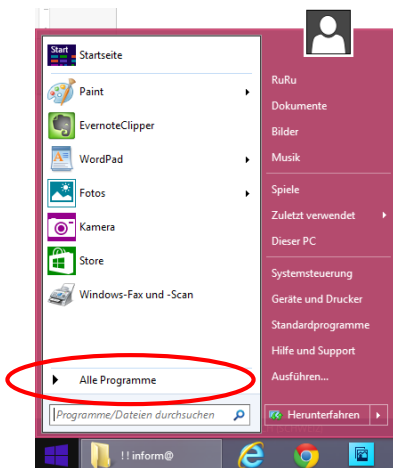 Start
Startseite
Paint
EvernoteClipper
WordPad
Fotos
Kamera
Store
Windows-Fax und -Scan
Alle Programme
Programme/Dateien durchsuchen
RuRu
Dokumente
Bilder
Musik
Spiele
Zuletzt verwendet
Dieser PC
Systemsteuerung
Geräte und Drucker
Standardprogramme
Hilfe und Support
Ausführen...
Herunterfahren
!! inform@